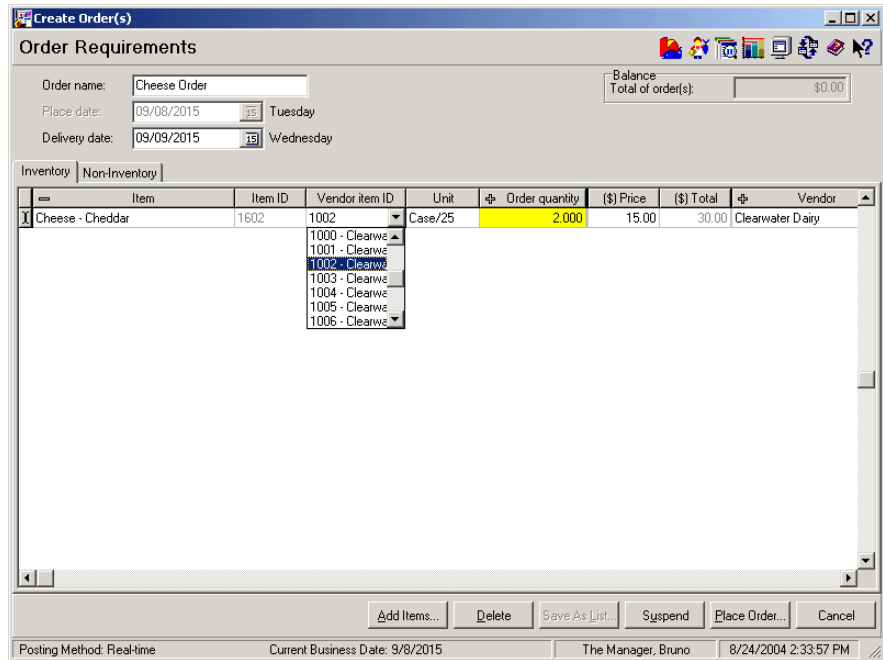 Create Order(s)
Order Requirements
Order name: Cheese Order
Balance
Total of order(s): $0.00
Place date: 09/08/2015 15 Tuesday
Delivery date: 09/09/2015 15 Wednesday
Inventory Non-Inventory
Item Item ID Vendor item ID Unit Order quantity ($) Price ($) Total Vendor
Cheese - Cheddar 1602 1002 Case/25 2.000 15.00 30.00 Clearwater Dairy
1000 - Clearwa
1001 - Clearwa
1002 - Clearwa
1003 - Clearwa
1004 - Clearwa
1005 - Clearwa
1006 - Clearwa
Add Items... Delete Save As List... Suspend Place Order... Cancel
Posting Method: Real-time Current Business Date: 9/8/2015 The Manager, Bruno 8/24/2004 2:33:57 PM